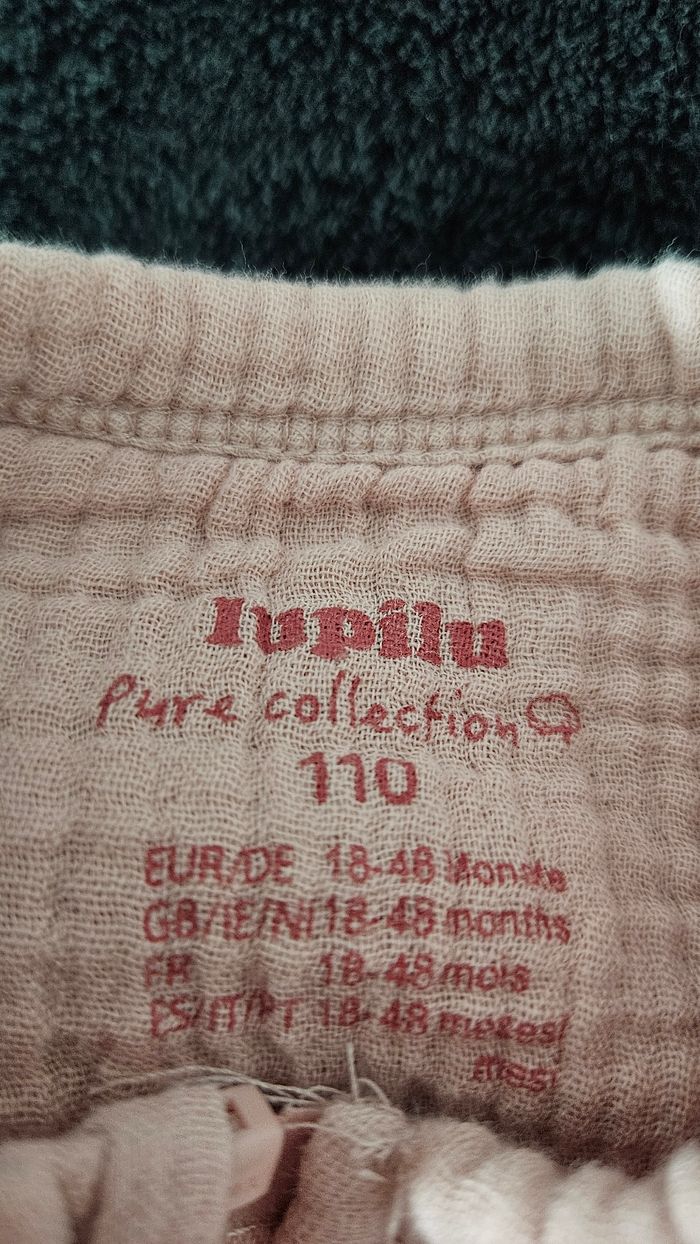 lupilu
Pure collection
110
EUR/DE 18-48 Monate
GB/IE/NI 18-48 months
FR 18-48 mois
ES/IT/PT 18-48 meses/
mesi